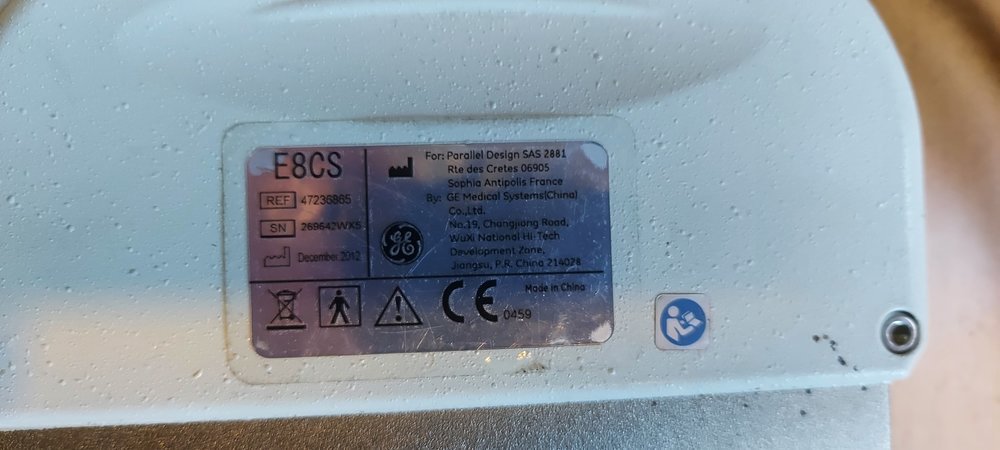 E8CS
REF 47236865
SN 269642WX5
December.2012
For: Parallel Design SAS 2881
Rte des Cretes 06905
Sophia Antipolis France
By: GE Medical Systems(China)
Co.,Ltd.
No.19, Changjiong Road,
WuXi National Hi-Tech
Development Zone,
Jiangsu, P.R. China 214028
GE
Made in China
CE 0459